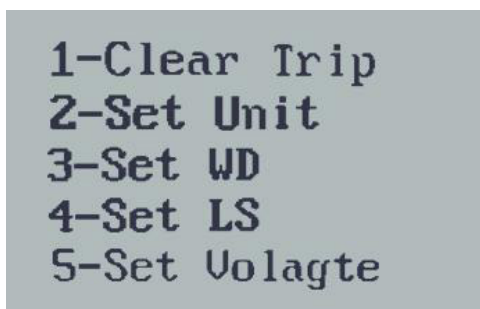 1-Clear Trip
2-Set Unit
3-Set WD
4-Set LS
5-Set Volagte